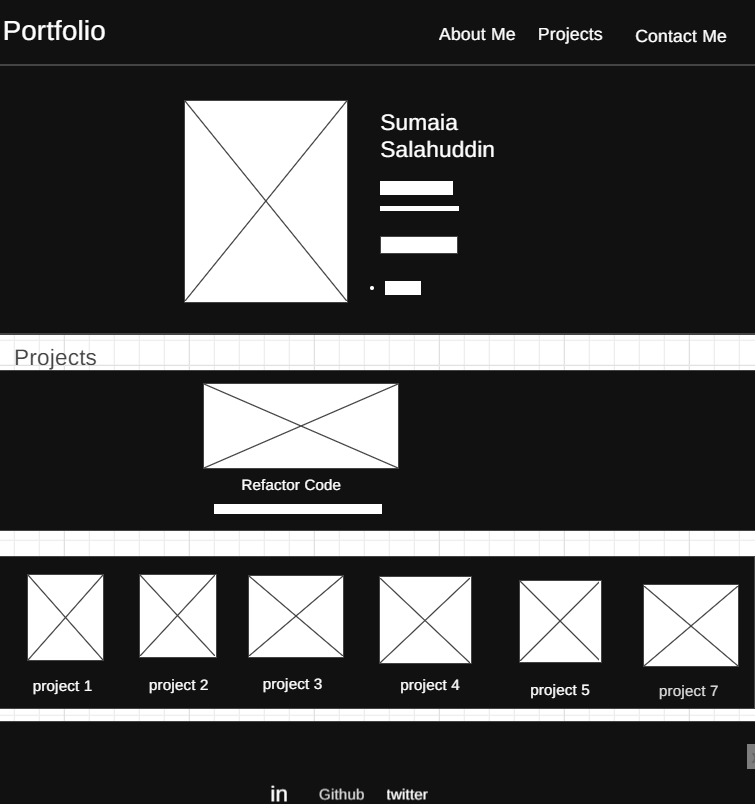 Portfolio
About Me Projects Contact Me
Sumaia
Salahuddin
Projects
Refactor Code
project 1 project 2 project 3 project 4 project 5 project 7
in Github twitter